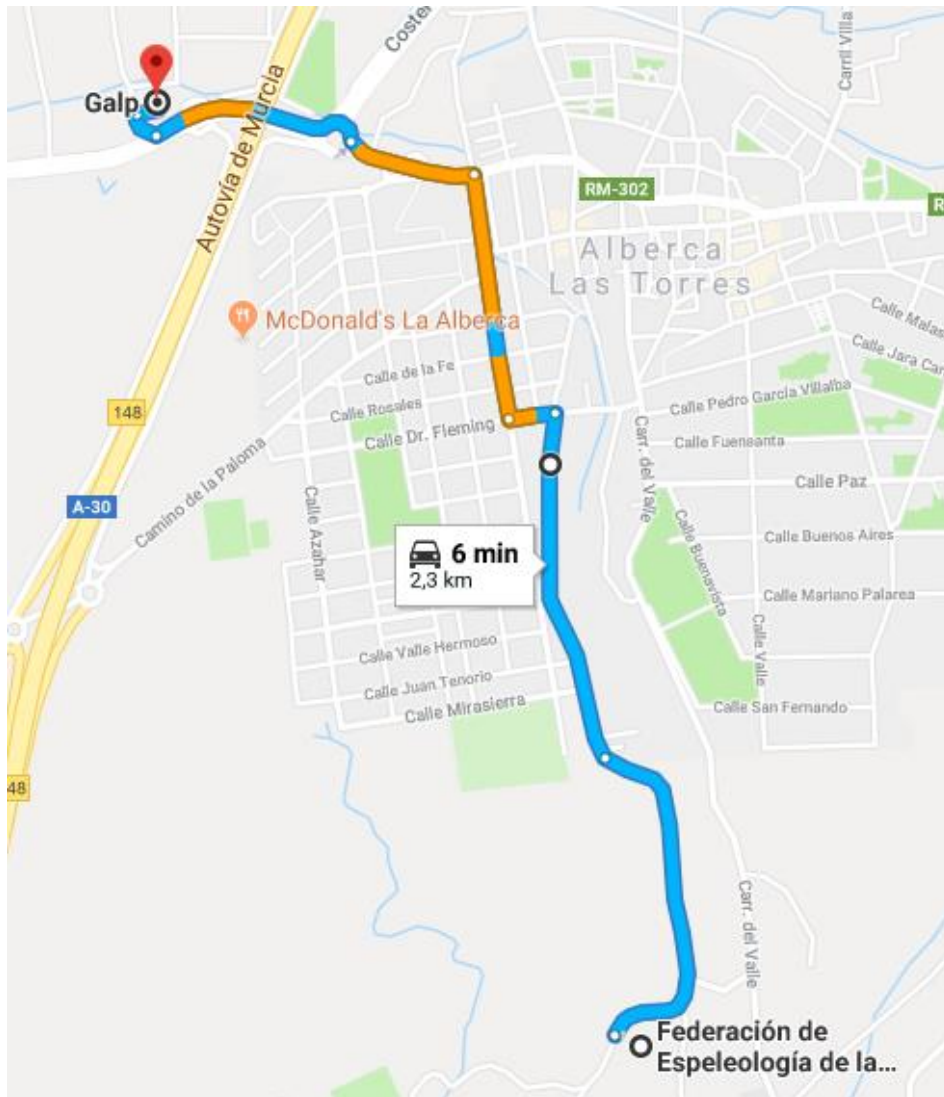 Coster
Carril Villa
Galp
Autovía de Murcia
RM-302
R
Alberca
Las Torres
McDonald's La Alberca
Calle Malas
Calle Jara Car
Calle de la Fe
Calle Rosales
Calle Pedro García Villalba
148
Calle Dr. Fleming
Calle Fuensanta
Carr. del Valle
Camino de la Paloma
Calle Paz
A-30
Calle Azahar
Calle Buenavista
Calle Buenos Aires
6 min
2,3 km
Calle Mariano Palarea
Calle Valle Hermoso
Calle Valle
Calle Juan Tenorio
Calle Mirasierra
Calle San Fernando
48
Carr. del Valle
Federación de
Espeleología de la...